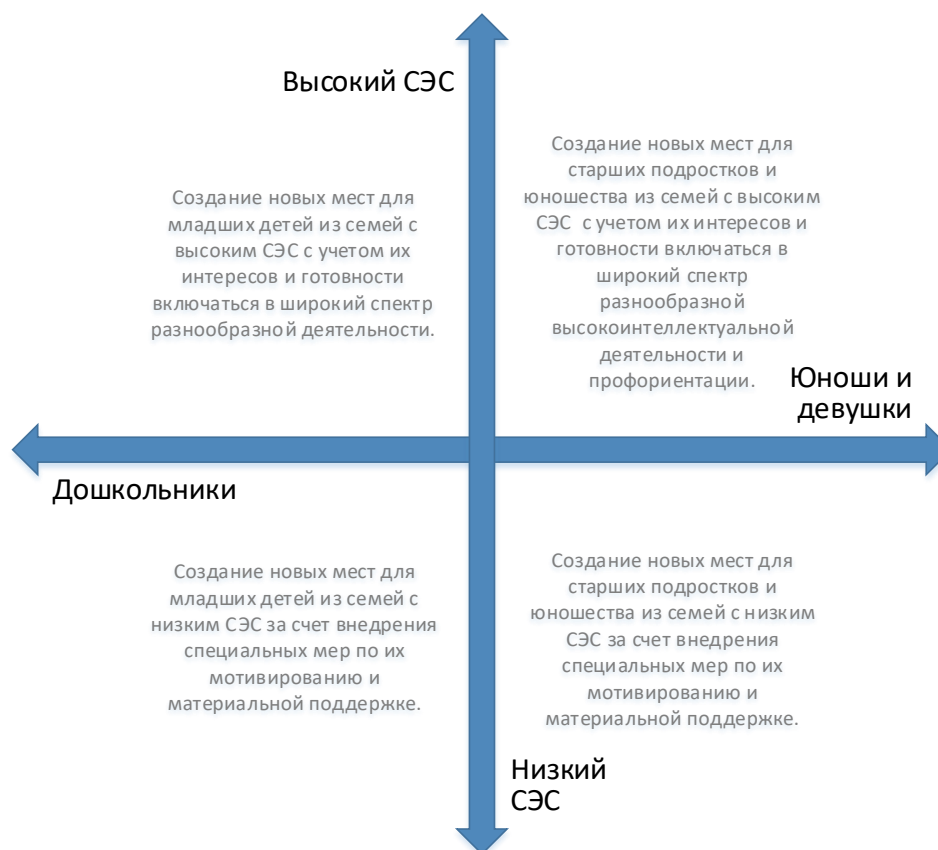 Высокий СЭС
Создание новых мест для
младших детей из семей с
высоким СЭС с учетом их
интересов и готовности
включаться в широкий спектр
разнообразной деятельности.
Создание новых мест для
старших подростков и
юношества из семей с высоким
СЭС с учетом их интересов и
готовности включаться в
широкий спектр
разнообразной
высокоинтеллектуальной
деятельности и
профориентации.
Юноши и
девушки
Дошкольники
Создание новых мест для
младших детей из семей с
низким СЭС за счет внедрения
специальных мер по их
мотивированию и
материальной поддержке.
Создание новых мест для
старших подростков и
юношества из семей с низким
СЭС за счет внедрения
специальных мер по их
мотивированию и
материальной поддержке.
Низкий
СЭС